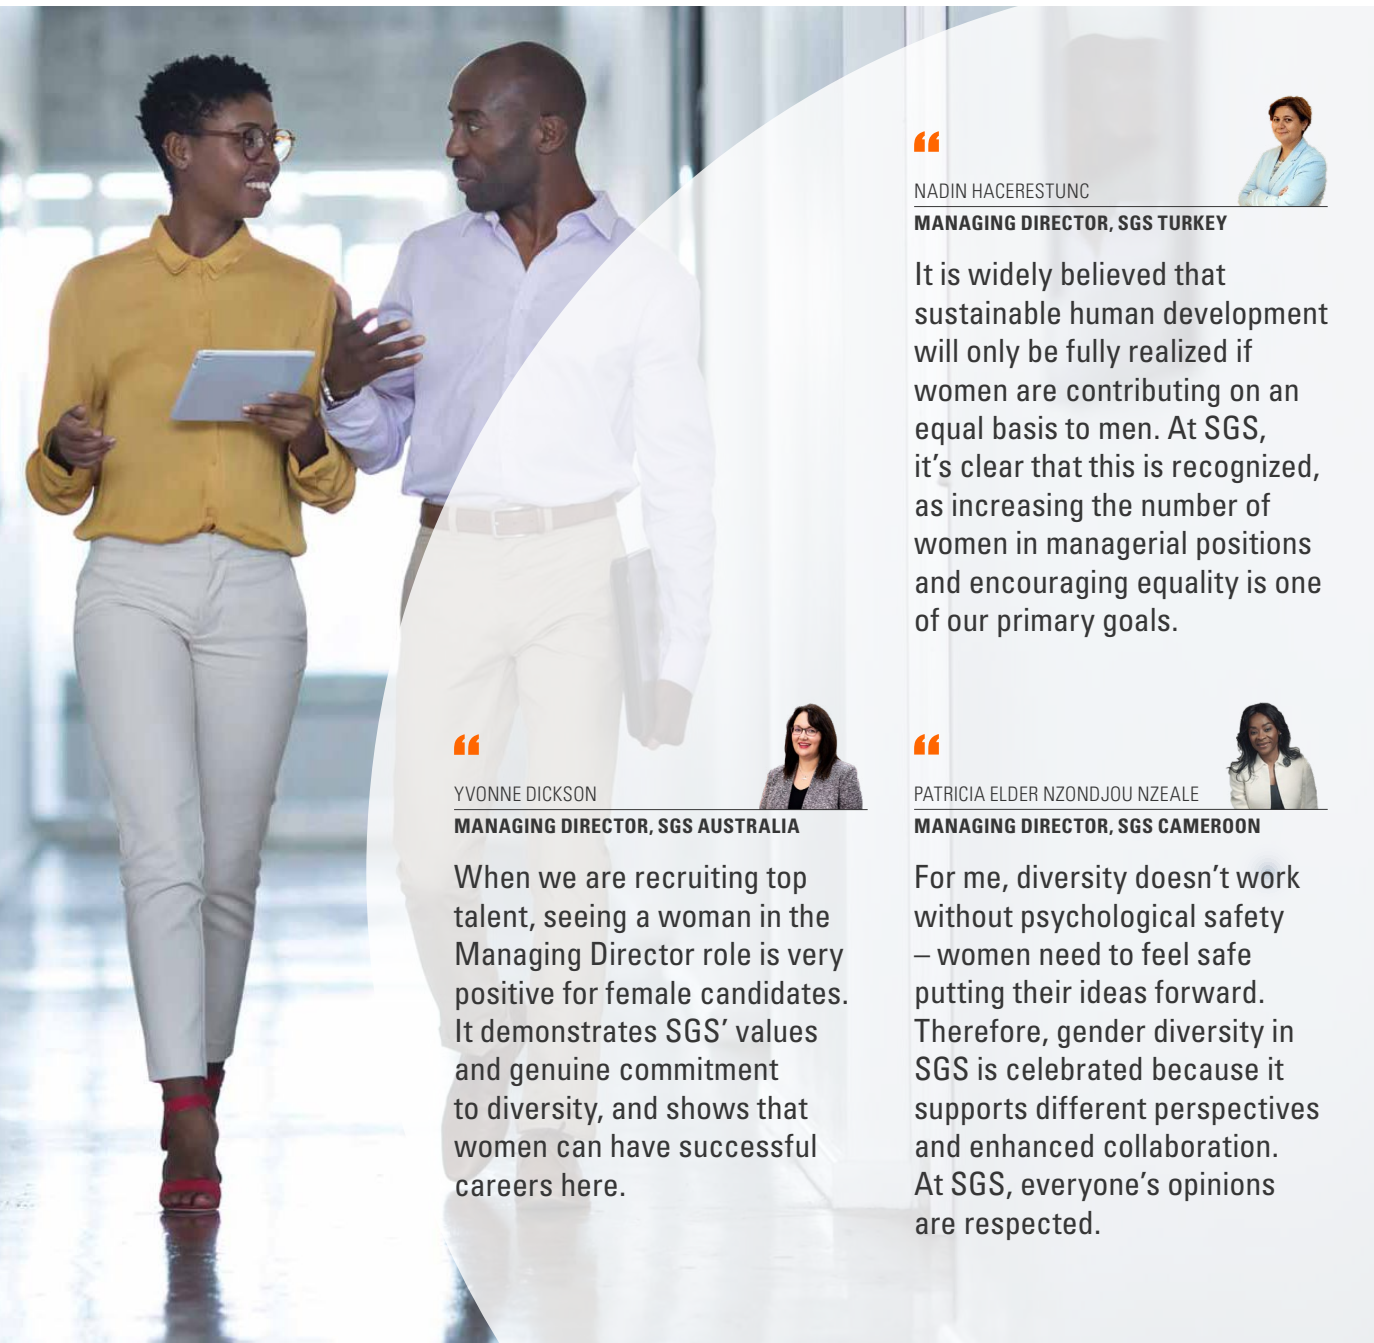 “
NADIN HACERESTUNC
MANAGING DIRECTOR, SGS TURKEY
It is widely believed that
sustainable human development
will only be fully realized if
women are contributing on an
equal basis to men. At SGS,
it’s clear that this is recognized,
as increasing the number of
women in managerial positions
and encouraging equality is one
of our primary goals.
“
YVONNE DICKSON
MANAGING DIRECTOR, SGS AUSTRALIA
When we are recruiting top
talent, seeing a woman in the
Managing Director role is very
positive for female candidates.
It demonstrates SGS’ values
and genuine commitment
to diversity, and shows that
women can have successful
careers here.
“
PATRICIA ELDER NZONDJOU NZEALE
MANAGING DIRECTOR, SGS CAMEROON
For me, diversity doesn’t work
without psychological safety
– women need to feel safe
putting their ideas forward.
Therefore, gender diversity in
SGS is celebrated because it
supports different perspectives
and enhanced collaboration.
At SGS, everyone’s opinions
are respected.